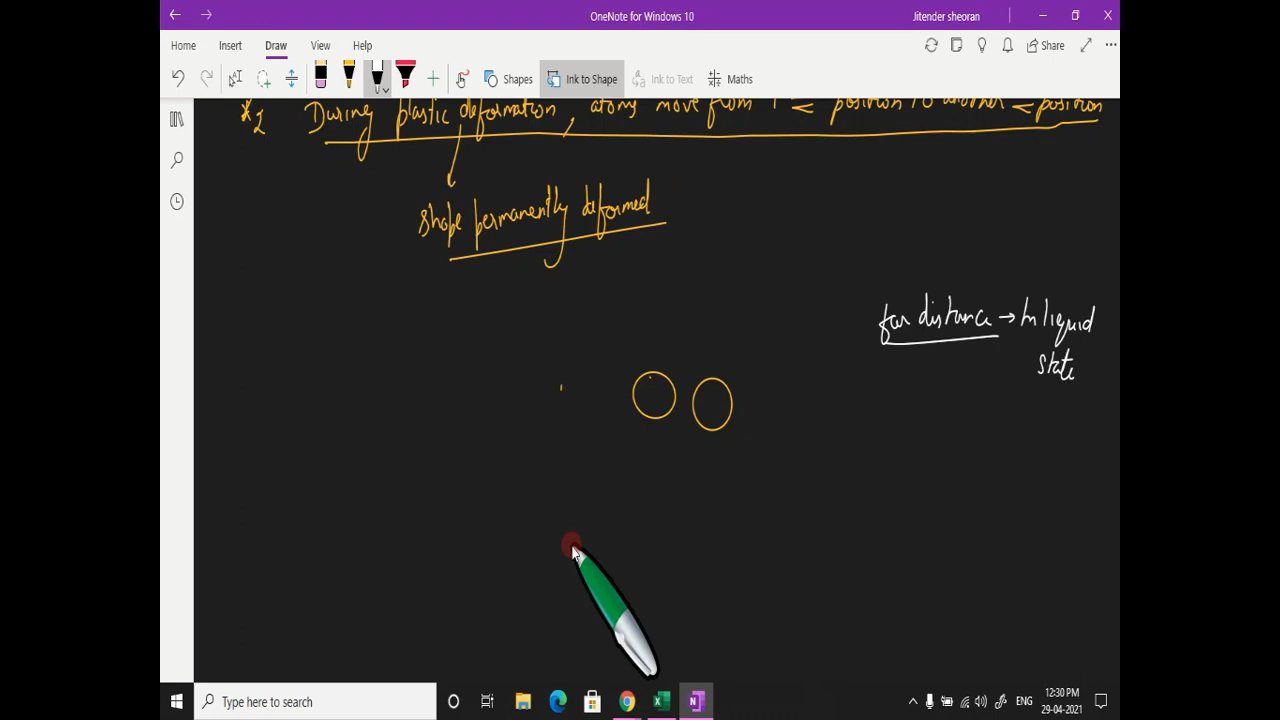 OneNote for Windows 10
Jitender sheoran
Home Insert Draw View Help
Share
Shapes
Ink to Shape
Ink to Text
Maths
*2 During plastic deformation, atoms move from 1 position to another position
Shape permanently deformed
far distance → In liquid
state
Type here to search
ENG
12:30 PM
29-04-2021